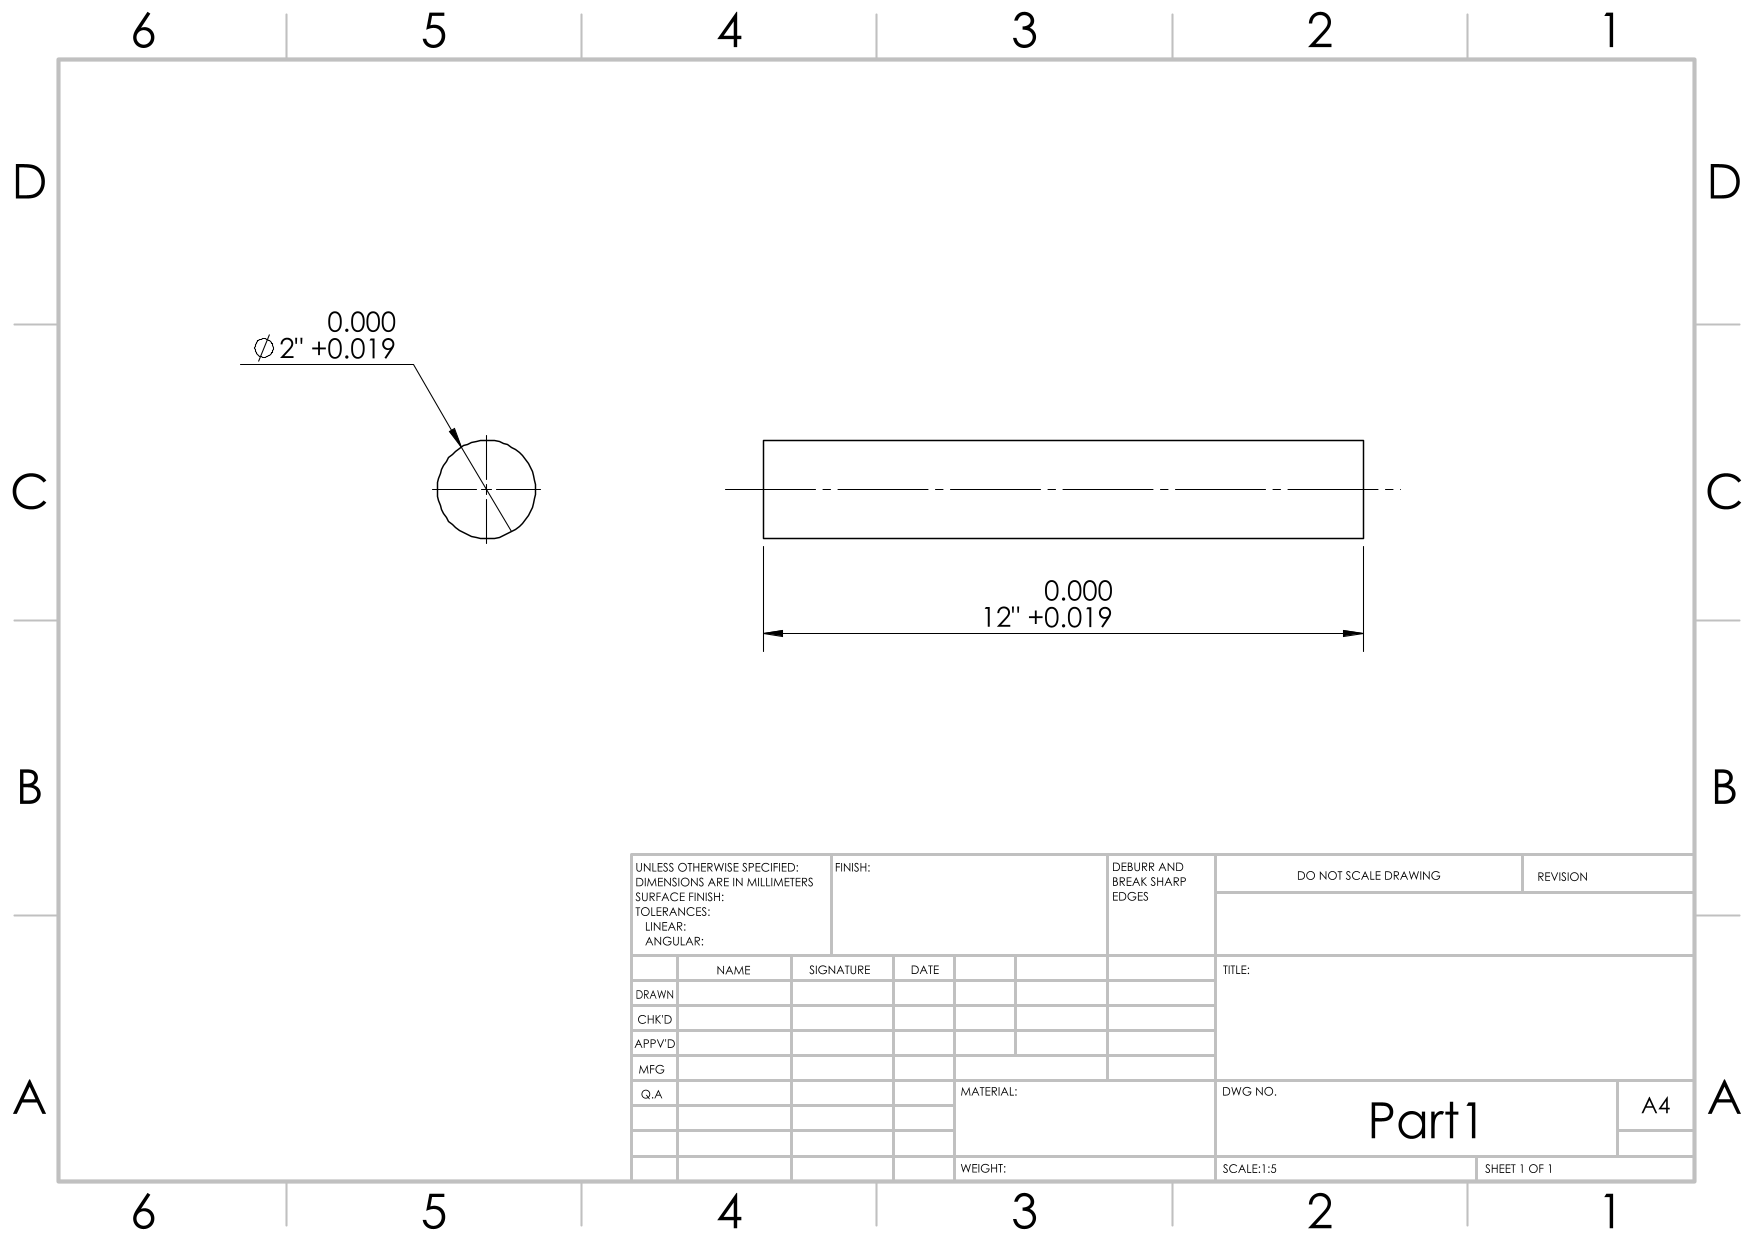 6 5 4 3 2 1
D D
0.000
⌀2" +0.019
C C
0.000
12" +0.019
B B
UNLESS OTHERWISE SPECIFIED:
DIMENSIONS ARE IN MILLIMETERS
SURFACE FINISH:
TOLERANCES:
LINEAR:
ANGULAR:
FINISH:
DEBURR AND
BREAK SHARP
EDGES
DO NOT SCALE DRAWING
REVISION
NAME SIGNATURE DATE
TITLE:
DRAWN
CHK'D
APPV'D
MFG
Q.A
MATERIAL:
DWG NO.
Part1
A4
A A
WEIGHT:
SCALE:1:5
SHEET 1 OF 1
6 5 4 3 2 1